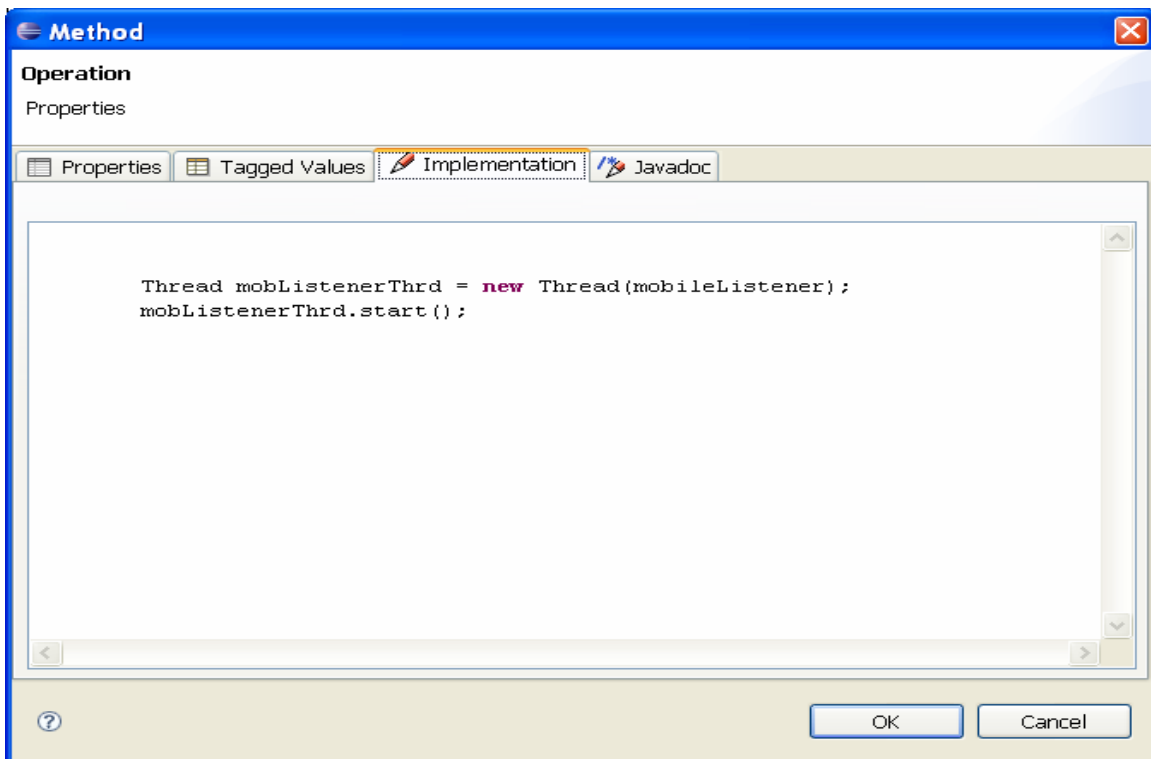 Method
Operation
Properties
Properties Tagged Values Implementation Javadoc
Thread mobListenerThrd = new Thread(mobileListener);
mobListenerThrd.start();
OK Cancel